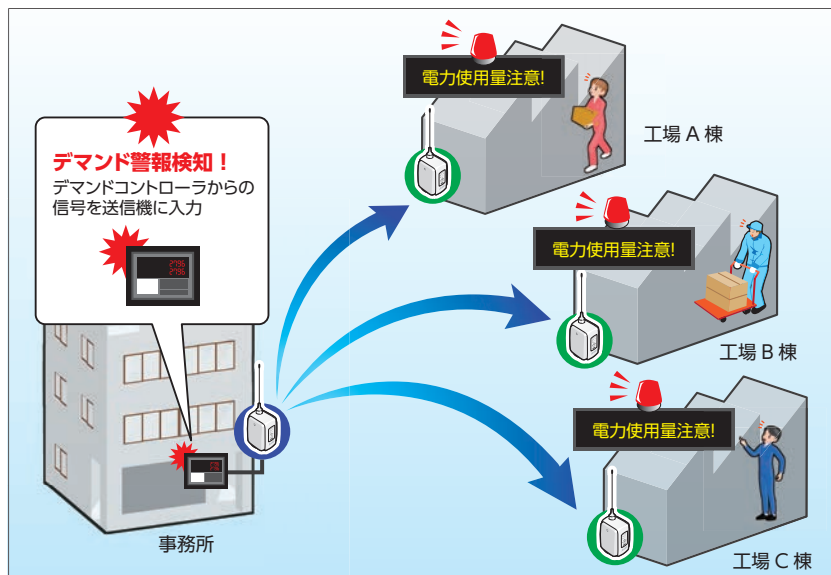 デマンド警報検知！
デマンドコントローラからの
信号を送信機に入力
2796
2796
事務所
電力使用量注意!
工場 A 棟
電力使用量注意!
工場 B 棟
電力使用量注意!
工場 C 棟